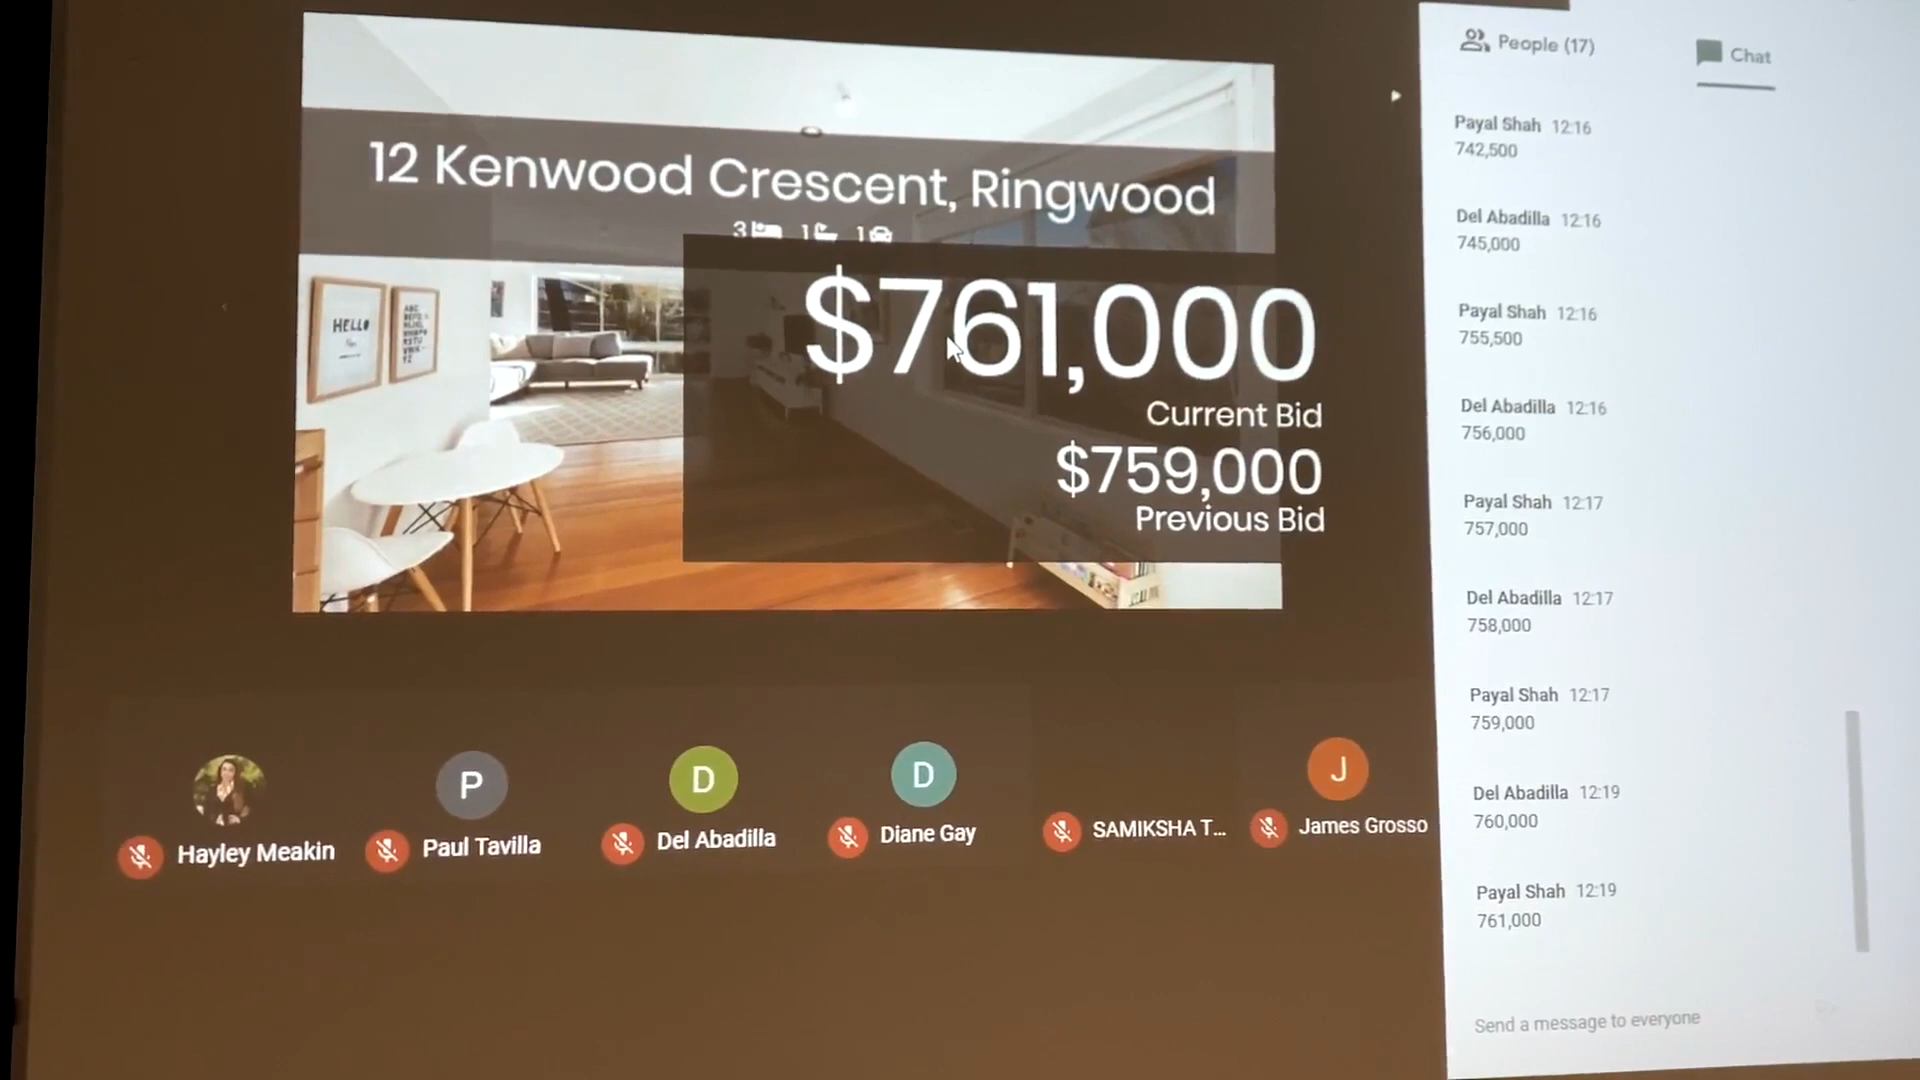 12 Kenwood Crescent, Ringwood
3 1 1
$761,000
Current Bid
$759,000
Previous Bid
HELLO
Hayley Meakin
P
Paul Tavilla
D
Del Abadilla
D
Diane Gay
SAMIKSHA T...
J
James Grosso
People (17)
Chat
Payal Shah 12:16
742,500
Del Abadilla 12:16
745,000
Payal Shah 12:16
755,500
Del Abadilla 12:16
756,000
Payal Shah 12:17
757,000
Del Abadilla 12:17
758,000
Payal Shah 12:17
759,000
Del Abadilla 12:19
760,000
Payal Shah 12:19
761,000
Send a message to everyone